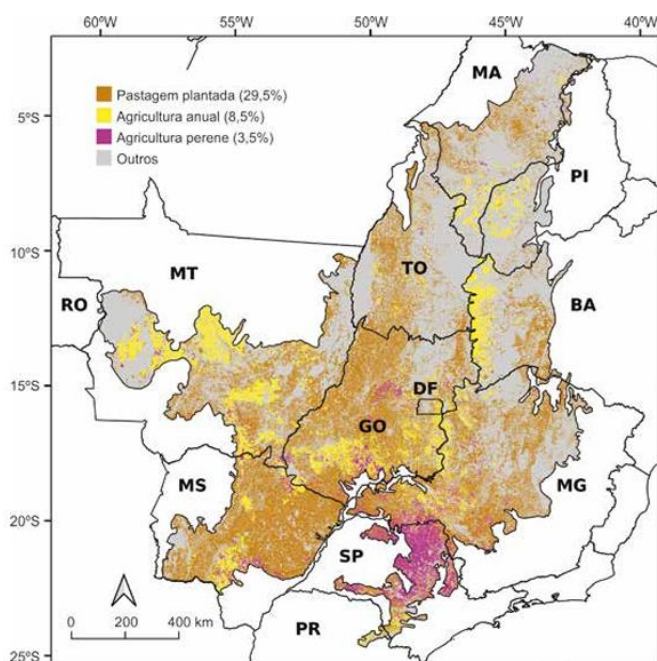 60°W 55°W 50°W 45°W 40°W
Pastagem plantada (29,5%)
Agricultura anual (8,5%)
Agricultura perene (3,5%)
Outros
MA
5°S
PI
10°S
MT
TO
RO
BA
15°S
DF
GO
MS
MG
20°S
SP
0 200 400 km
PR
25°S